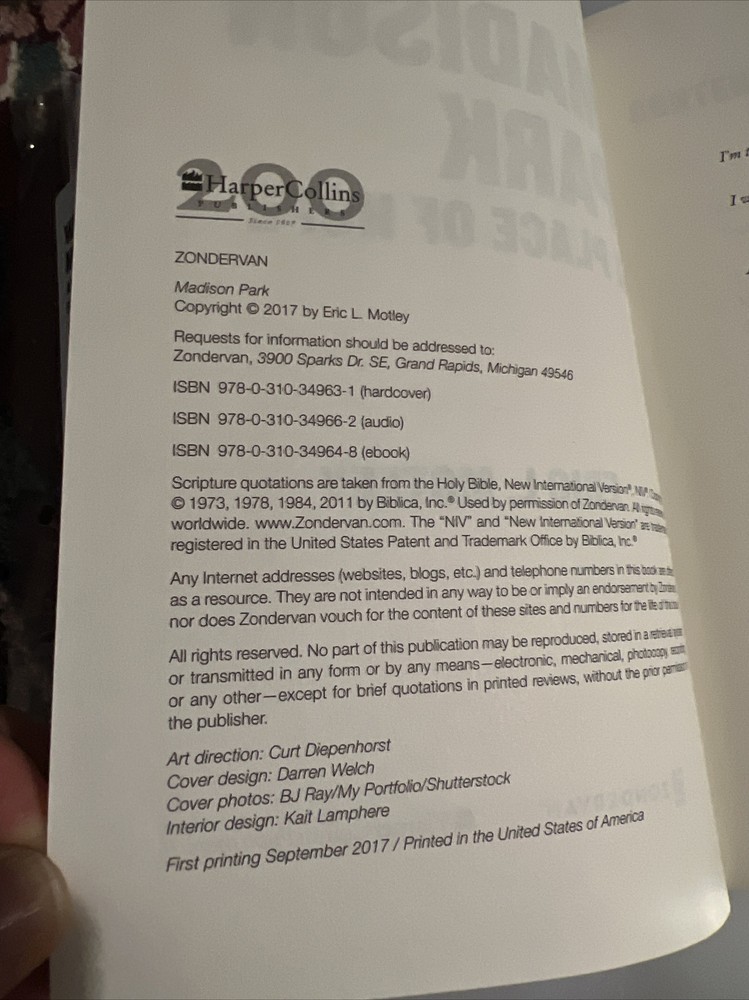 200
HarperCollins
PUBLISHERS
Since 1817
ZONDERVAN
Madison Park
Copyright © 2017 by Eric L. Motley
Requests for information should be addressed to:
Zondervan, 3900 Sparks Dr. SE, Grand Rapids, Michigan 49546
ISBN 978-0-310-34963-1 (hardcover)
ISBN 978-0-310-34966-2 (audio)
ISBN 978-0-310-34964-8 (ebook)
Scripture quotations are taken from the Holy Bible, New International Version®, NIV®.
© 1973, 1978, 1984, 2011 by Biblica, Inc.® Used by permission of Zondervan. All rights
worldwide. www.Zondervan.com. The “NIV” and “New International Version” are
registered in the United States Patent and Trademark Office by Biblica, Inc.®
Any Internet addresses (websites, blogs, etc.) and telephone numbers in this book are
as a resource. They are not intended in any way to be or imply an endorsement by
nor does Zondervan vouch for the content of these sites and numbers for the life of this
All rights reserved. No part of this publication may be reproduced, stored in a retrieval
or transmitted in any form or by any means—electronic, mechanical, photocopy,
or any other—except for brief quotations in printed reviews, without the prior
the publisher.
Art direction: Curt Diepenhorst
Cover design: Darren Welch
Cover photos: BJ Ray/My Portfolio/Shutterstock
Interior design: Kait Lamphere
First printing September 2017 / Printed in the United States of America
I'm
I